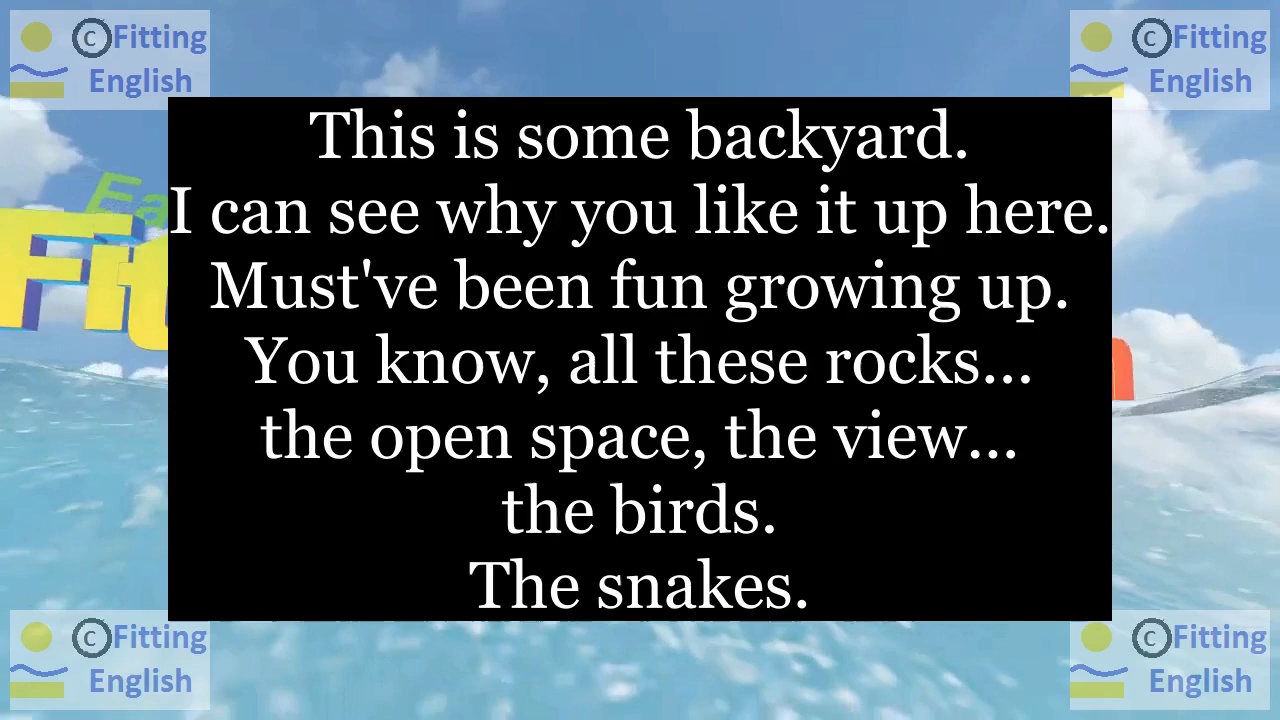 ©Fitting
English
©Fitting
English
Ea
Fit
This is some backyard.
I can see why you like it up here.
Must've been fun growing up.
You know, all these rocks...
the open space, the view...
the birds.
The snakes.
©Fitting
English
©Fitting
English